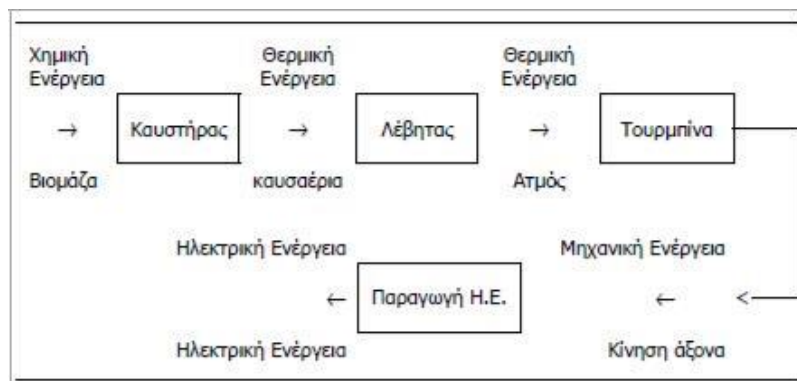 Χημική
Ενέργεια
Θερμική
Ενέργεια
Θερμική
Ενέργεια
→ Καυστήρας → Λέβητας → Τουρμπίνα
Βιομάζα καυσαέρια Ατμός
Ηλεκτρική Ενέργεια Μηχανική Ενέργεια
← Παραγωγή Η.Ε. ← <
Ηλεκτρική Ενέργεια Κίνηση άξονα